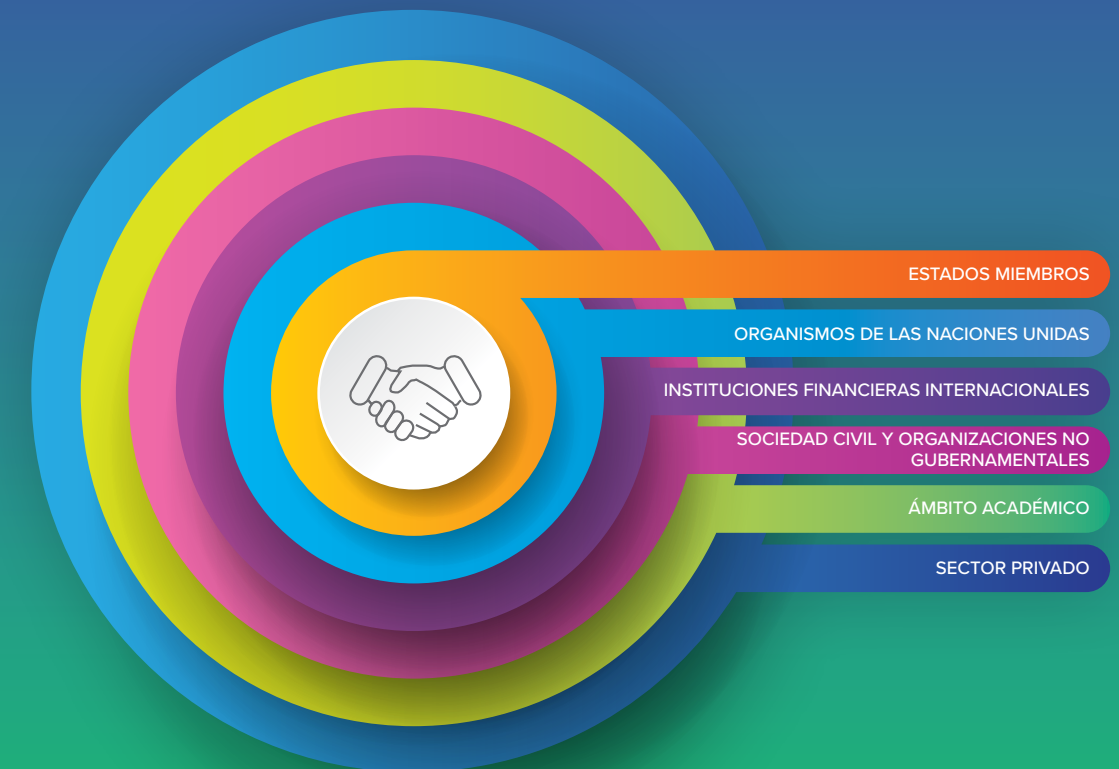 ESTADOS MIEMBROS
ORGANISMOS DE LAS NACIONES UNIDAS
INSTITUCIONES FINANCIERAS INTERNACIONALES
SOCIEDAD CIVIL Y ORGANIZACIONES NO
GUBERNAMENTALES
ÁMBITO ACADÉMICO
SECTOR PRIVADO